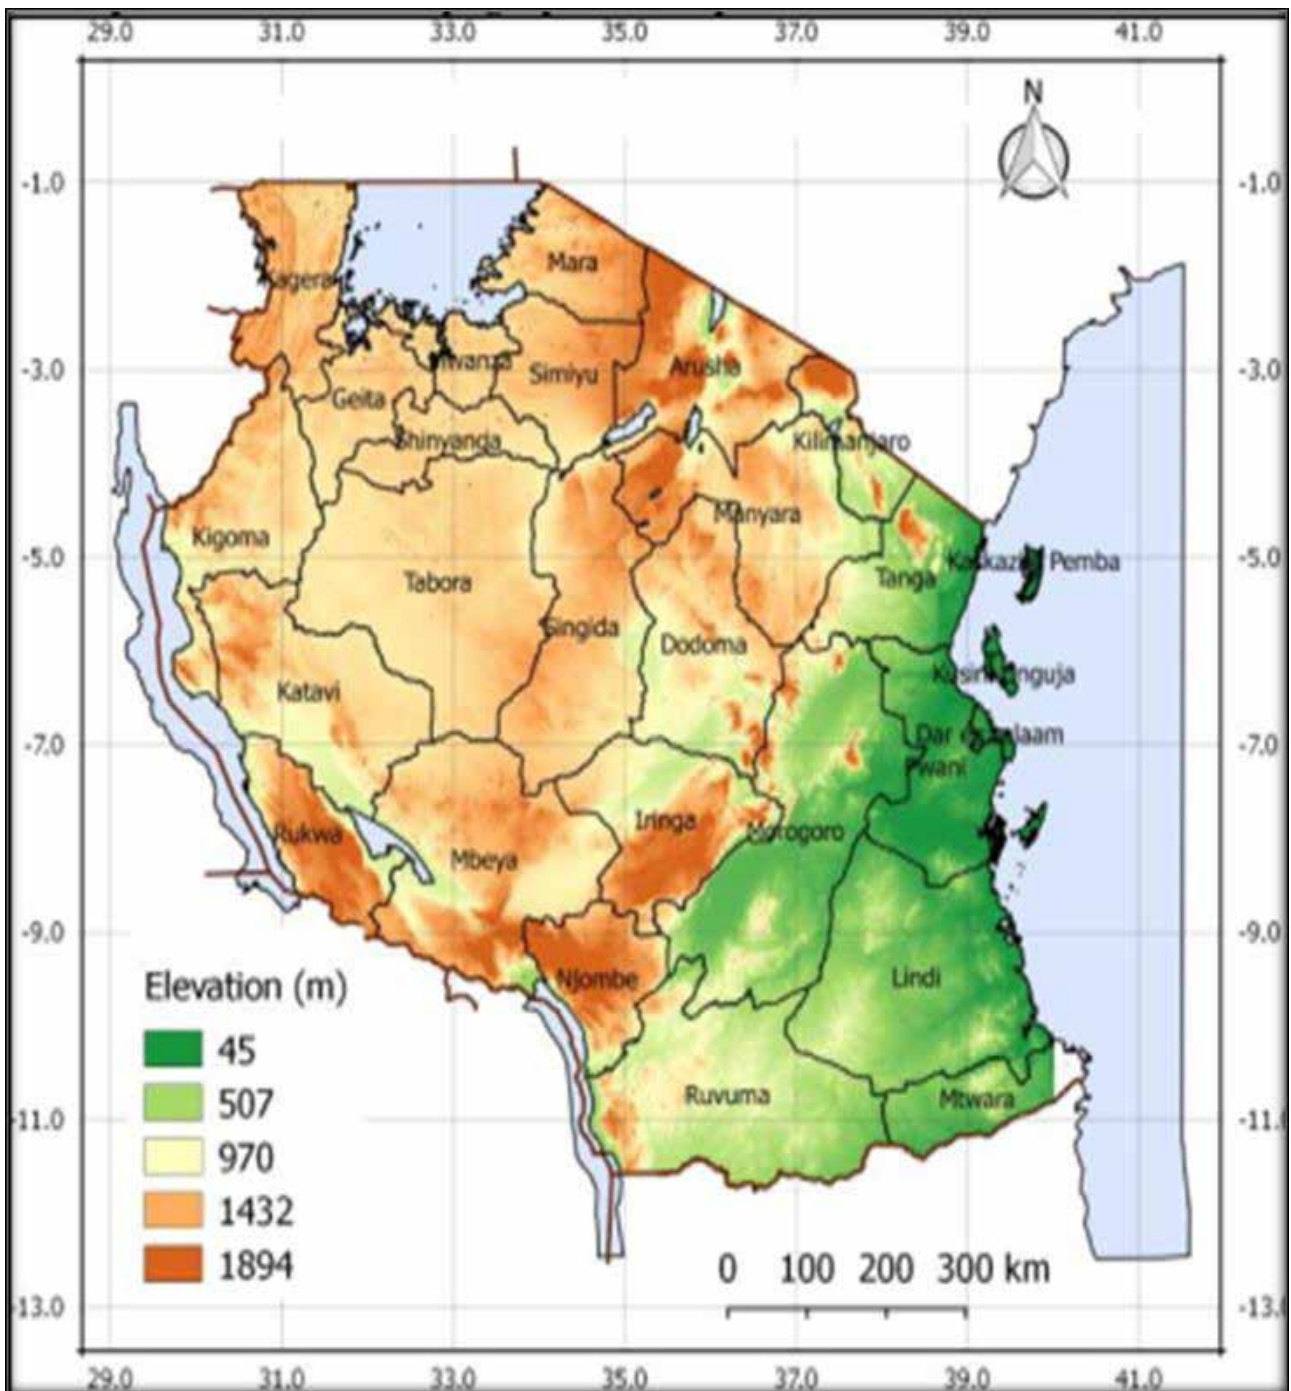 29.0 31.0 33.0 35.0 37.0 39.0 41.0
N
-1.0 -1.0
Mara
Kagera
-3.0 Mwanza Simiyu Arusha -3.0
Geita
Shinyanda Kilimanjaro
Manyara
Kigoma
-5.0 Pemba -5.0
Tabora Tanga
Singida
Dodoma
Katavi
-7.0 Dar -7.0
Pwani
Rukwa Iringa Morogoro
Mbeya
-9.0 -9.0
Elevation (m) Njombe Lindi
45
507 Ruvuma Mtwara
-11.0 -11.0
970
1432
1894 0 100 200 300 km
-13.0 -13.0
29.0 31.0 33.0 35.0 37.0 39.0 41.0